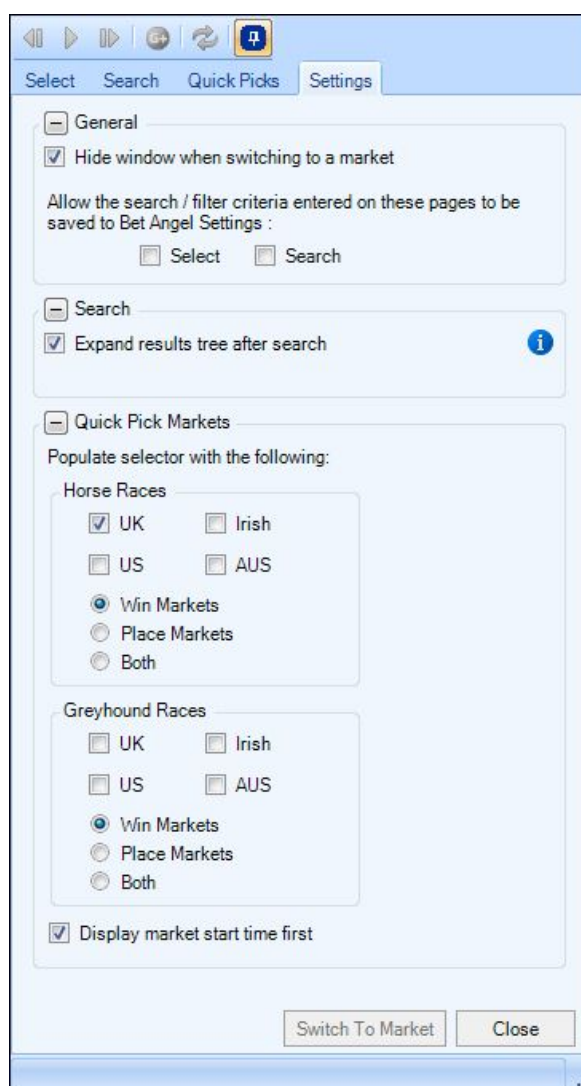 Select Search Quick Picks Settings
General
Hide window when switching to a market
Allow the search / filter criteria entered on these pages to be
saved to Bet Angel Settings :
Select Search
Search
Expand results tree after search
Quick Pick Markets
Populate selector with the following:
Horse Races
UK Irish
US AUS
Win Markets
Place Markets
Both
Greyhound Races
UK Irish
US AUS
Win Markets
Place Markets
Both
Display market start time first
Switch To Market Close